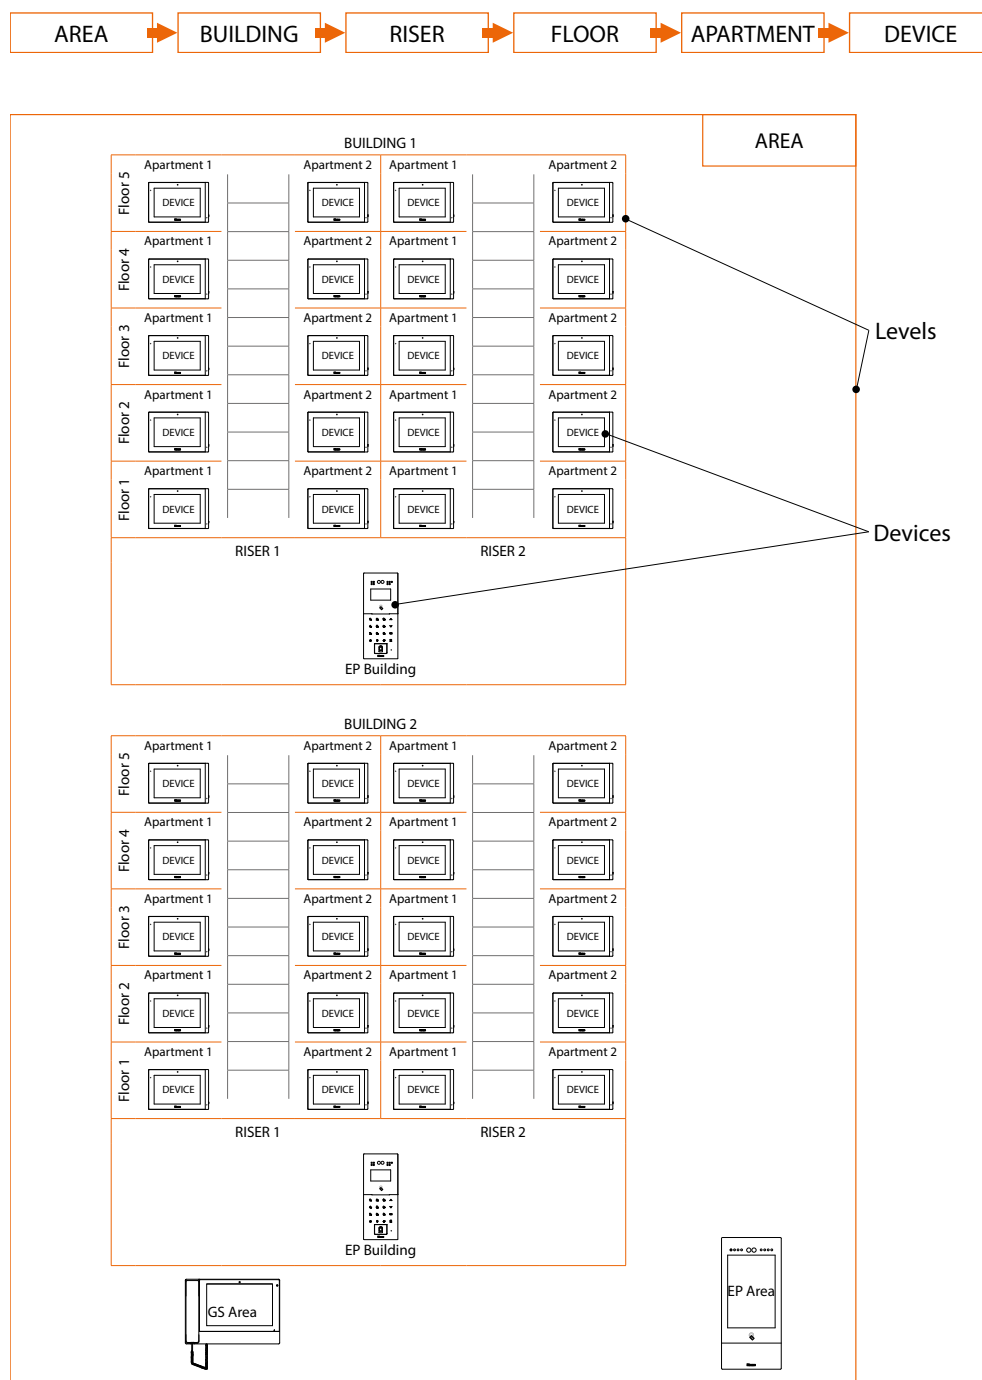 AREA BUILDING RISER FLOOR APARTMENT DEVICE
AREA
BUILDING 1
Floor 5 Apartment 1 Apartment 2 Apartment 1 Apartment 2
DEVICE DEVICE DEVICE DEVICE
Floor 4 Apartment 1 Apartment 2 Apartment 1 Apartment 2
DEVICE DEVICE DEVICE DEVICE
Floor 3 Apartment 1 Apartment 2 Apartment 1 Apartment 2
DEVICE DEVICE DEVICE DEVICE
Levels
Floor 2 Apartment 1 Apartment 2 Apartment 1 Apartment 2
DEVICE DEVICE DEVICE DEVICE
Floor 1 Apartment 1 Apartment 2 Apartment 1 Apartment 2
DEVICE DEVICE DEVICE DEVICE
Devices
RISER 1 RISER 2
EP Building
BUILDING 2
Floor 5 Apartment 1 Apartment 2 Apartment 1 Apartment 2
DEVICE DEVICE DEVICE DEVICE
Floor 4 Apartment 1 Apartment 2 Apartment 1 Apartment 2
DEVICE DEVICE DEVICE DEVICE
Floor 3 Apartment 1 Apartment 2 Apartment 1 Apartment 2
DEVICE DEVICE DEVICE DEVICE
Floor 2 Apartment 1 Apartment 2 Apartment 1 Apartment 2
DEVICE DEVICE DEVICE DEVICE
Floor 1 Apartment 1 Apartment 2 Apartment 1 Apartment 2
DEVICE DEVICE DEVICE DEVICE
RISER 1 RISER 2
EP Building
GS Area
EP Area